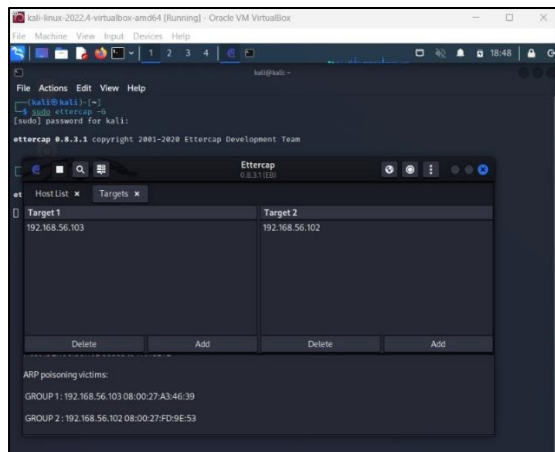 kali-linux-2022.4-virtualbox-amd64 [Running] - Oracle VM VirtualBox
File Machine View Input Devices Help
1 2 3 4 18:48
kali@kali: ~
File Actions Edit View Help
(kali㉿kali)-[~]
$ sudo ettercap -G
[sudo] password for kali:
ettercap 0.8.3.1 copyright 2001-2020 Ettercap Development Team
Ettercap
0.8.3.1 (EB)
Host List × Targets ×
Target 1 Target 2
192.168.56.103 192.168.56.102
Delete Add Delete Add
ARP poisoning victims:
GROUP 1 : 192.168.56.103 08:00:27:A3:46:39
GROUP 2 : 192.168.56.102 08:00:27:FD:9E:53